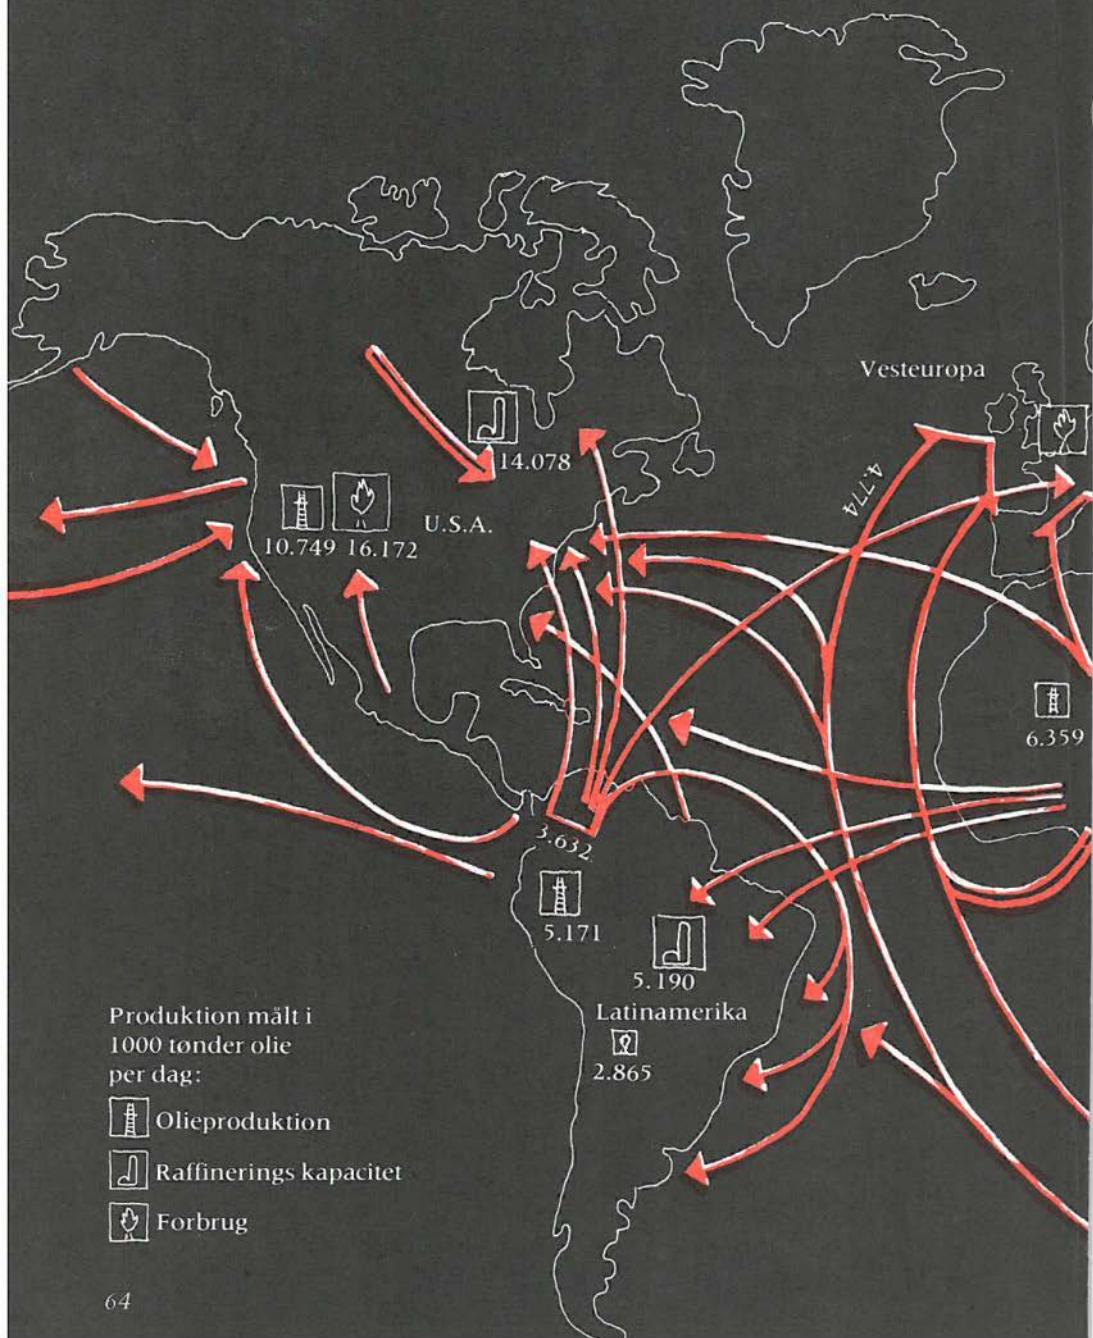 Vesteuropa
14.078
4.774
U.S.A.
10.749 16.172
6.359
3.632
5.171
5.190
Latinamerika
2.865
Produktion målt i
1000 tønder olie
per dag:
Olieproduktion
Raffinerings kapacitet
Forbrug
64